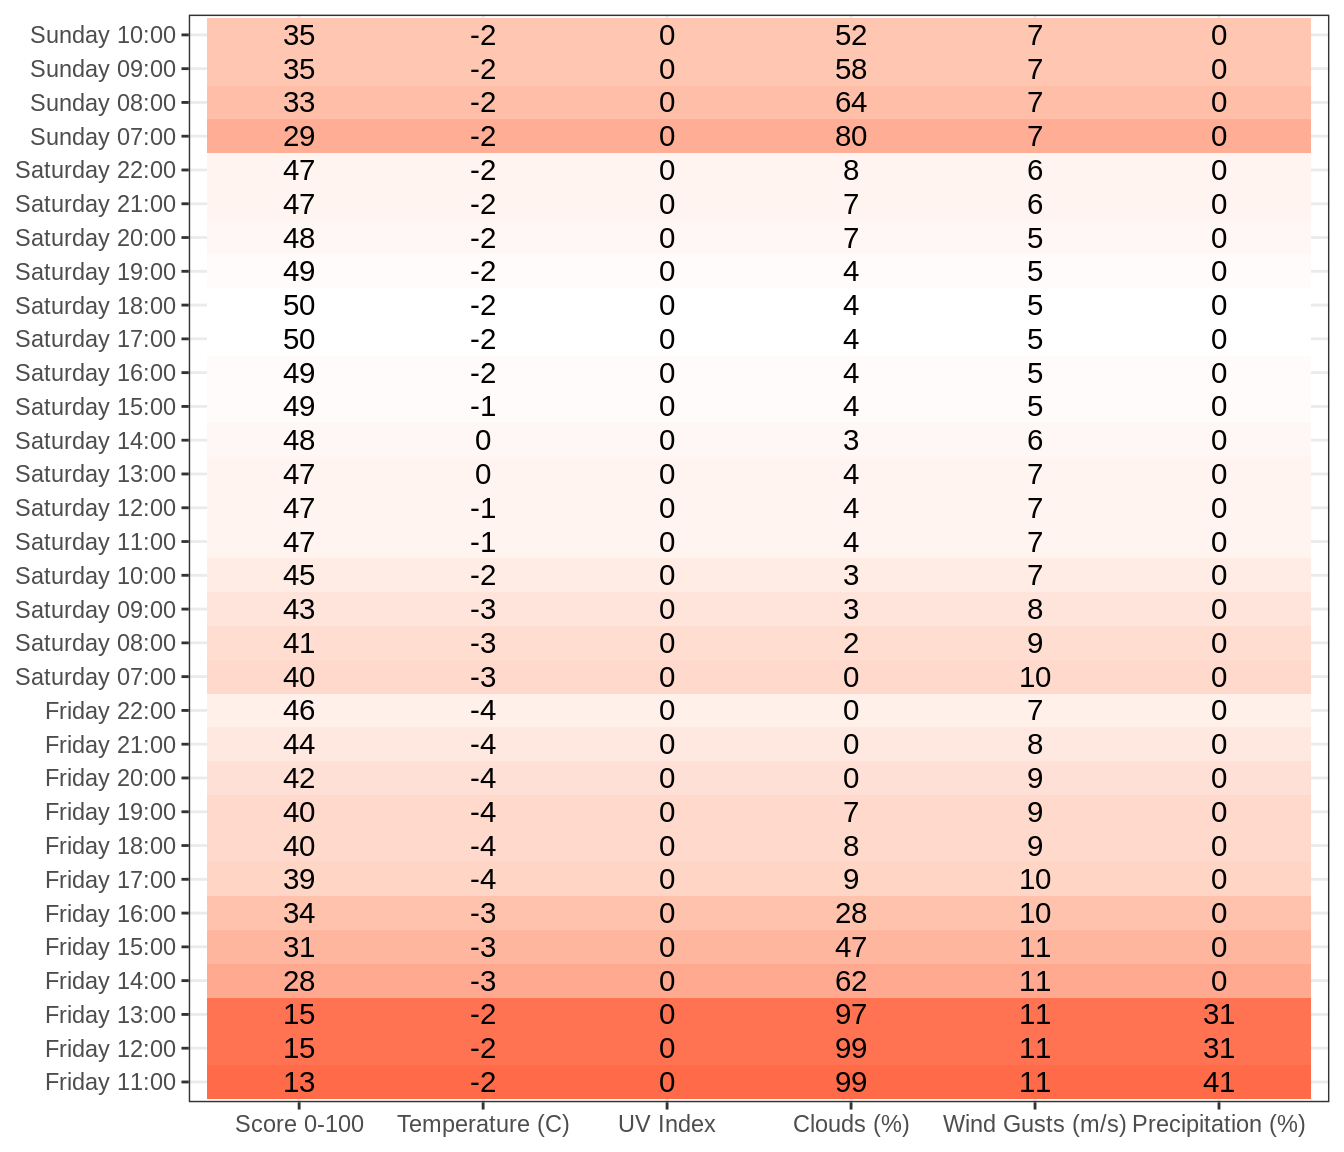 Sunday 10:00 35 -2 0 52 7 0
Sunday 09:00 35 -2 0 58 7 0
Sunday 08:00 33 -2 0 64 7 0
Sunday 07:00 29 -2 0 80 7 0
Saturday 22:00 47 -2 0 8 6 0
Saturday 21:00 47 -2 0 7 6 0
Saturday 20:00 48 -2 0 7 5 0
Saturday 19:00 49 -2 0 4 5 0
Saturday 18:00 50 -2 0 4 5 0
Saturday 17:00 50 -2 0 4 5 0
Saturday 16:00 49 -2 0 4 5 0
Saturday 15:00 49 -1 0 4 5 0
Saturday 14:00 48 0 0 3 6 0
Saturday 13:00 47 0 0 4 7 0
Saturday 12:00 47 -1 0 4 7 0
Saturday 11:00 47 -1 0 4 7 0
Saturday 10:00 45 -2 0 3 7 0
Saturday 09:00 43 -3 0 3 8 0
Saturday 08:00 41 -3 0 2 9 0
Saturday 07:00 40 -3 0 0 10 0
Friday 22:00 46 -4 0 0 7 0
Friday 21:00 44 -4 0 0 8 0
Friday 20:00 42 -4 0 0 9 0
Friday 19:00 40 -4 0 7 9 0
Friday 18:00 40 -4 0 8 9 0
Friday 17:00 39 -4 0 9 10 0
Friday 16:00 34 -3 0 28 10 0
Friday 15:00 31 -3 0 47 11 0
Friday 14:00 28 -3 0 62 11 0
Friday 13:00 15 -2 0 97 11 31
Friday 12:00 15 -2 0 99 11 31
Friday 11:00 13 -2 0 99 11 41
Score 0-100 Temperature (C) UV Index Clouds (%) Wind Gusts (m/s) Precipitation (%)